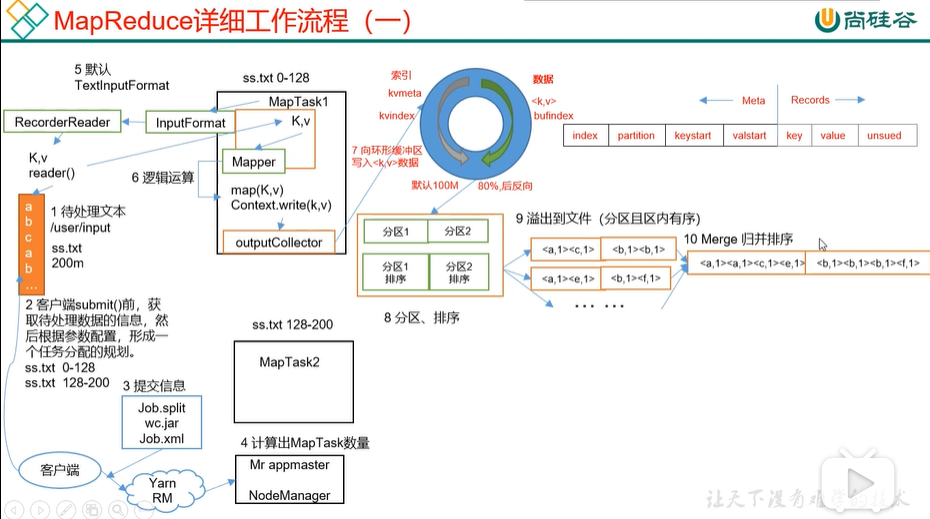 MapReduce详细工作流程（一）
尚硅谷
5 默认
TextInputFormat
ss.txt 0-128
MapTask1
K,v
RecorderReader
InputFormat
Mapper
K,v
reader()
6 逻辑运算
map(K,v)
Context.write(k,v)
outputCollector
a
b
c
a
b
...
1 待处理文本
/user/input
ss.txt
200m
2 客户端submit()前，获
取待处理数据的信息，然
后根据参数配置，形成一
个任务分配的规划。
ss.txt 0-128
ss.txt 128-200
3 提交信息
Job.split
wc.jar
Job.xml
客户端
Yarn
RM
ss.txt 128-200
MapTask2
4 计算出MapTask数量
Mr appmaster
NodeManager
索引
kvmeta
kvindex
数据
<k,v>
bufindex
7 向环形缓冲区
写入<k,v>数据
默认100M
80%,后反向
分区1
分区2
分区1
排序
分区2
排序
8 分区、排序
Meta
Records
index
partition
keystart
valstart
key
value
unsued
9 溢出到文件（分区且区内有序）
<a,1><c,1>
<b,1><b,1>
<a,1><e,1>
<b,1><f,1>
... ...
10 Merge 归并排序
<a,1><a,1><c,1><e,1>
<b,1><b,1><b,1><f,1>
让天下没有难学的技术